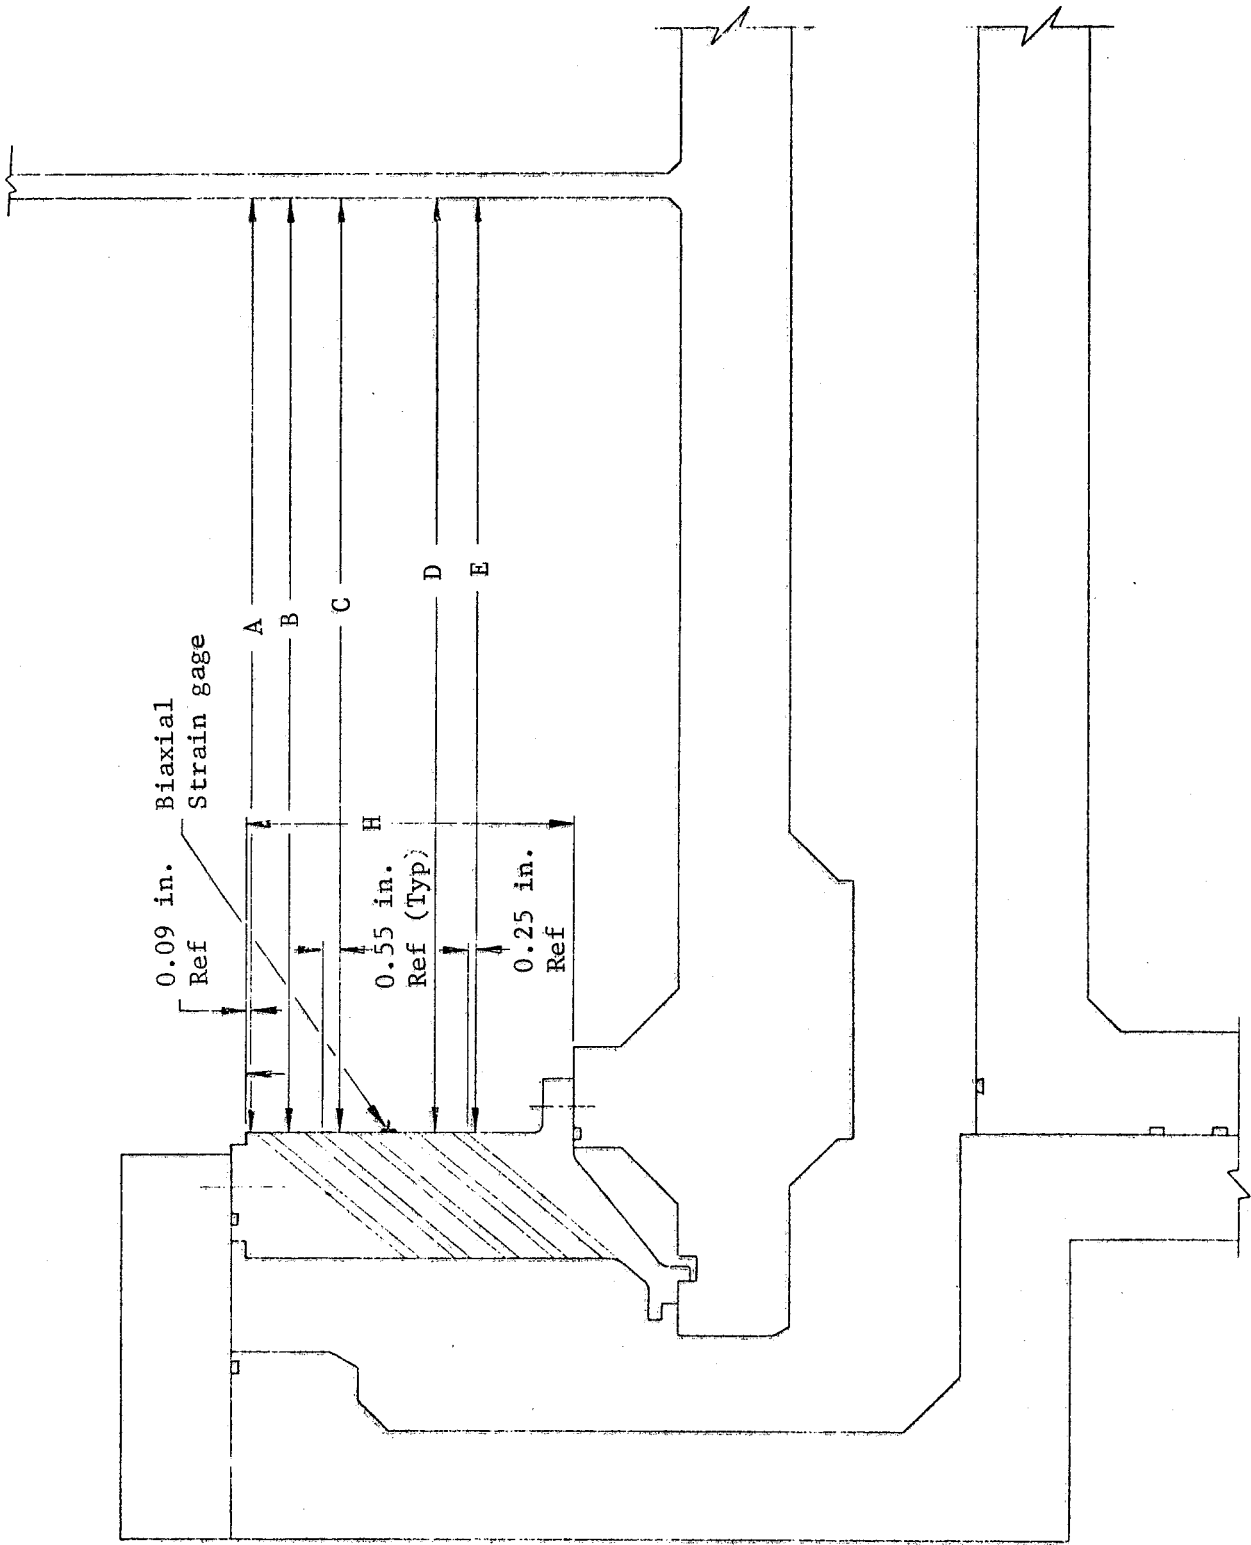 0.09 in.
Ref
Biaxial
Strain gage
A
B
C
D
E
H
0.55 in.
Ref (Typ)
0.25 in.
Ref